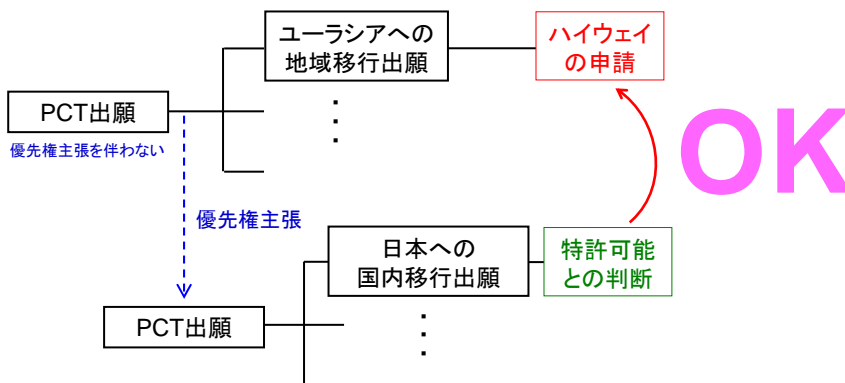 ユーラシアへの
地域移行出願
ハイウェイ
の申請
PCT出願
優先権主張を伴わない
OK
優先権主張
日本への
国内移行出願
特許可能
との判断
PCT出願